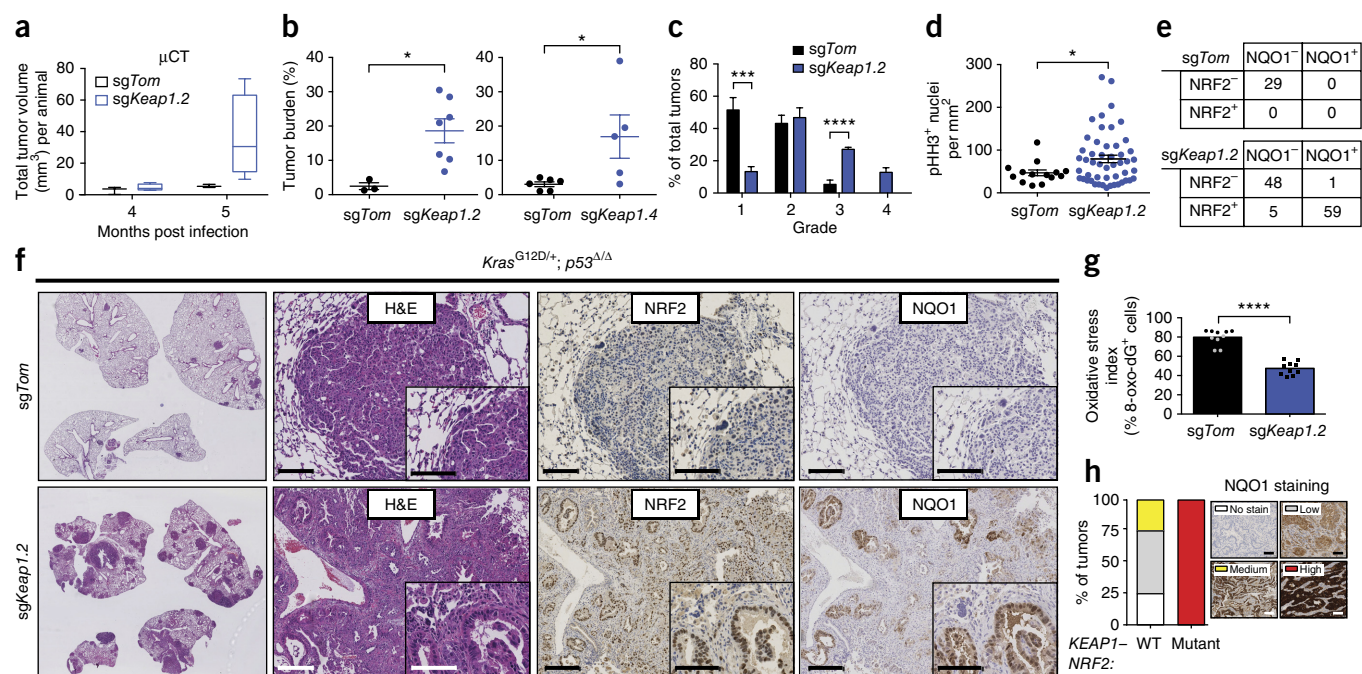 a
μCT
sgTom
sgKeap1.2
Total tumor volume
(mm³) per animal
80
60
40
20
0
4
5
Months post infection
b
*
*
Tumor burden (%)
40
30
20
10
0
sgTom
sgKeap1.2
40
30
20
10
0
sgTom
sgKeap1.4
c
sgTom
sgKeap1.2
***
****
% of total tumors
80
60
40
20
0
1
2
3
4
Grade
d
*
pHH3⁺ nuclei
per mm²
300
200
100
0
sgTom
sgKeap1.2
e
sgTom NQO1⁻ NQO1⁺
NRF2⁻ 29 0
NRF2⁺ 0 0
sgKeap1.2 NQO1⁻ NQO1⁺
NRF2⁻ 48 1
NRF2⁺ 5 59
f
Kras^G12D/+; p53^Δ/Δ
sgTom
H&E
NRF2
NQO1
sgKeap1.2
H&E
NRF2
NQO1
g
****
Oxidative stress
index
(% 8-oxo-dG⁺ cells)
100
80
60
40
20
0
sgTom
sgKeap1.2
h
NQO1 staining
% of tumors
100
75
50
25
0
No stain
Low
Medium
High
KEAP1–
NRF2:
WT
Mutant